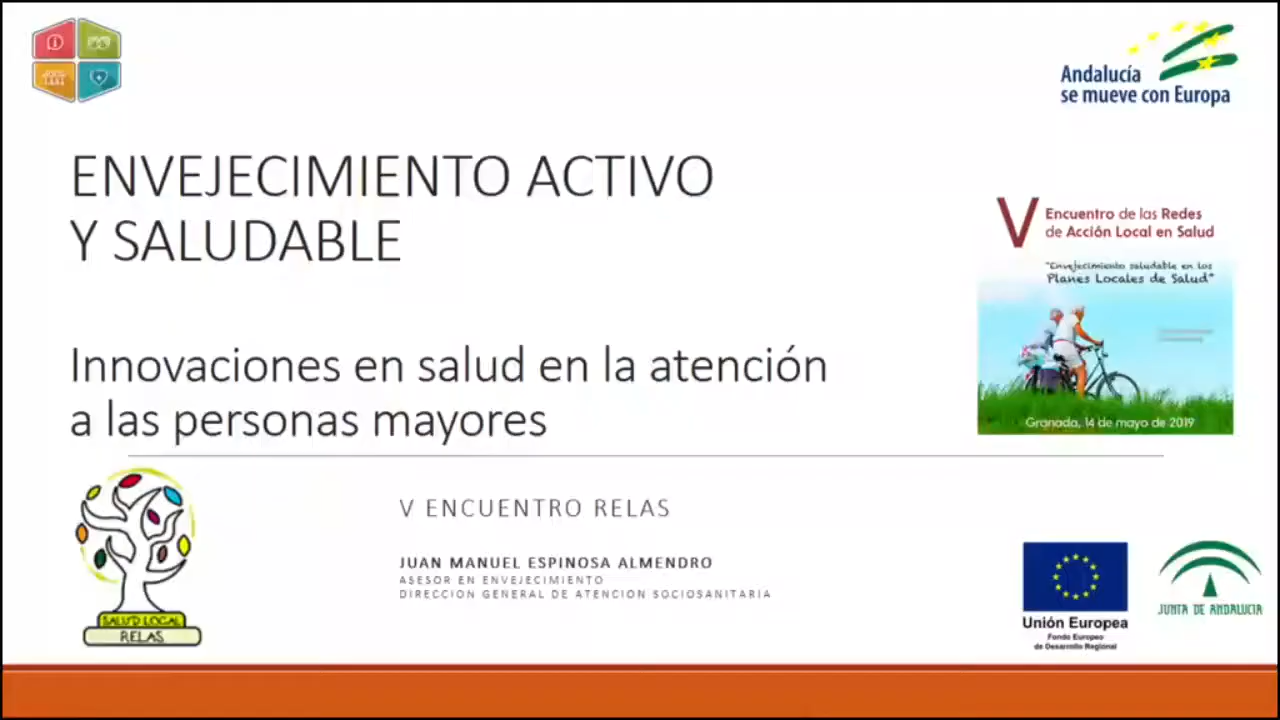 Andalucía
se mueve con Europa
ENVEJECIMIENTO ACTIVO
Y SALUDABLE
V Encuentro de las Redes
de Acción Local en Salud
"Envejecimiento saludable en los
Planes Locales de Salud"
Innovaciones en salud en la atención
a las personas mayores
Granada, 14 de mayo de 2019
V ENCUENTRO RELAS
JUAN MANUEL ESPINOSA ALMENDRO
ASESOR EN ENVEJECIMIENTO
DIRECCION GENERAL DE ATENCION SOCIOSANITARIA
SALUD LOCAL
RELAS
Unión Europea
Fondo Europeo
de Desarrollo Regional
JUNTA DE ANDALUCIA